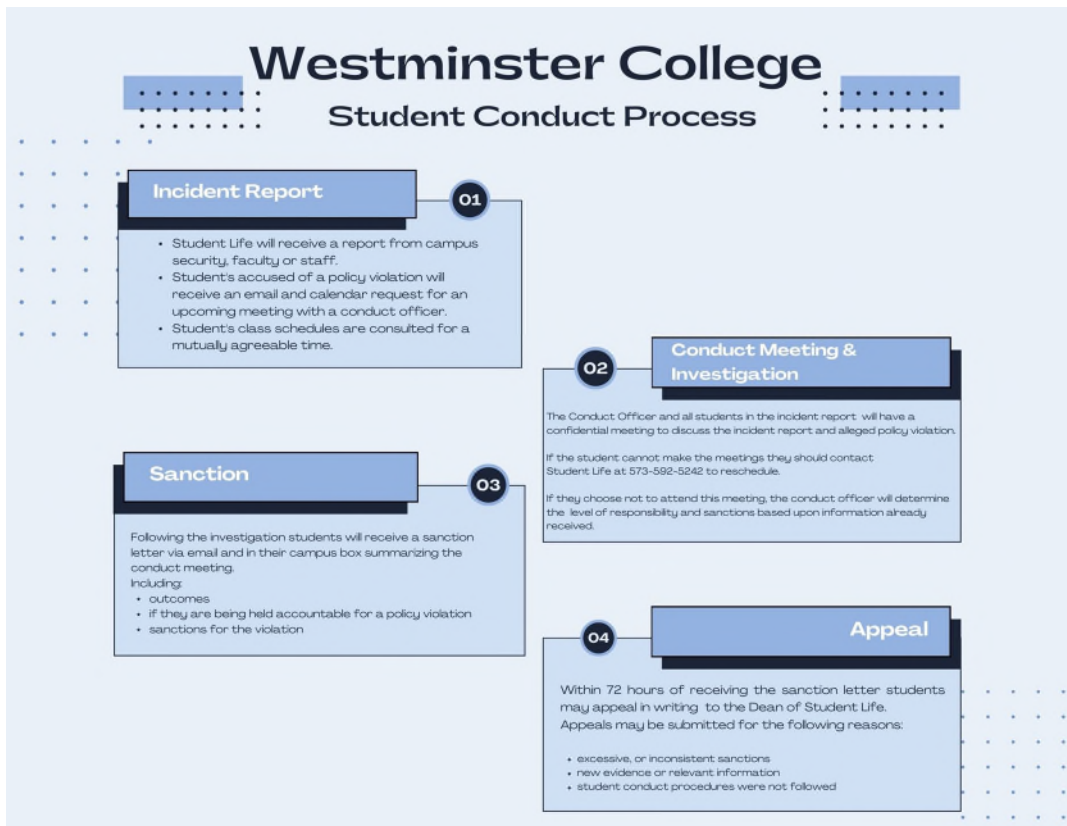 Westminster College
Student Conduct Process
Incident Report
01
• Student Life will receive a report from campus
security, faculty or staff.
• Student's accused of a policy violation will
receive an email and calendar request for an
upcoming meeting with a conduct officer.
• Student's class schedules are consulted for a
mutually agreeable time.
02
Conduct Meeting &
Investigation
The Conduct Officer and all students in the incident report will have a
confidential meeting to discuss the incident report and alleged policy violation.
If the student cannot make the meetings they should contact
Student Life at 573-592-5242 to reschedule.
If they choose not to attend this meeting, the conduct officer will determine
the level of responsibility and sanctions based upon information already
received.
Sanction
03
Following the investigation students will receive a sanction
letter via email and in their campus box summarizing the
conduct meeting.
Including:
• outcomes
• if they are being held accountable for a policy violation
• sanctions for the violation
04
Appeal
Within 72 hours of receiving the sanction letter students
may appeal in writing to the Dean of Student Life.
Appeals may be submitted for the following reasons:
• excessive, or inconsistent sanctions
• new evidence or relevant information
• student conduct procedures were not followed